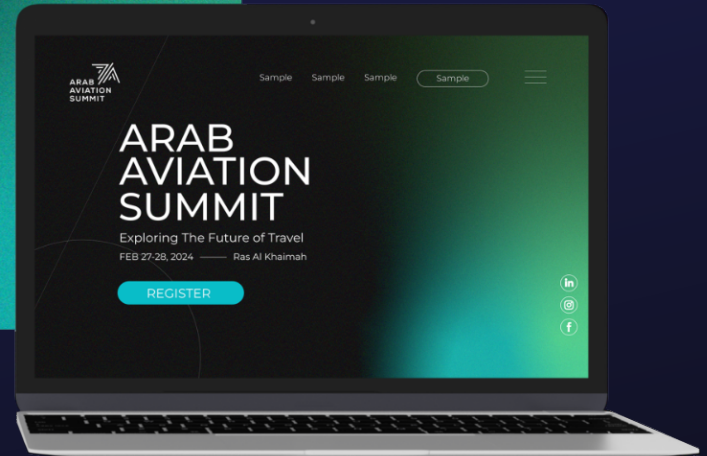 ARAB
AVIATION
SUMMIT
Sample Sample Sample Sample
ARAB
AVIATION
SUMMIT
Exploring The Future of Travel
FEB 27-28, 2024 Ras Al Khaimah
REGISTER
in
f